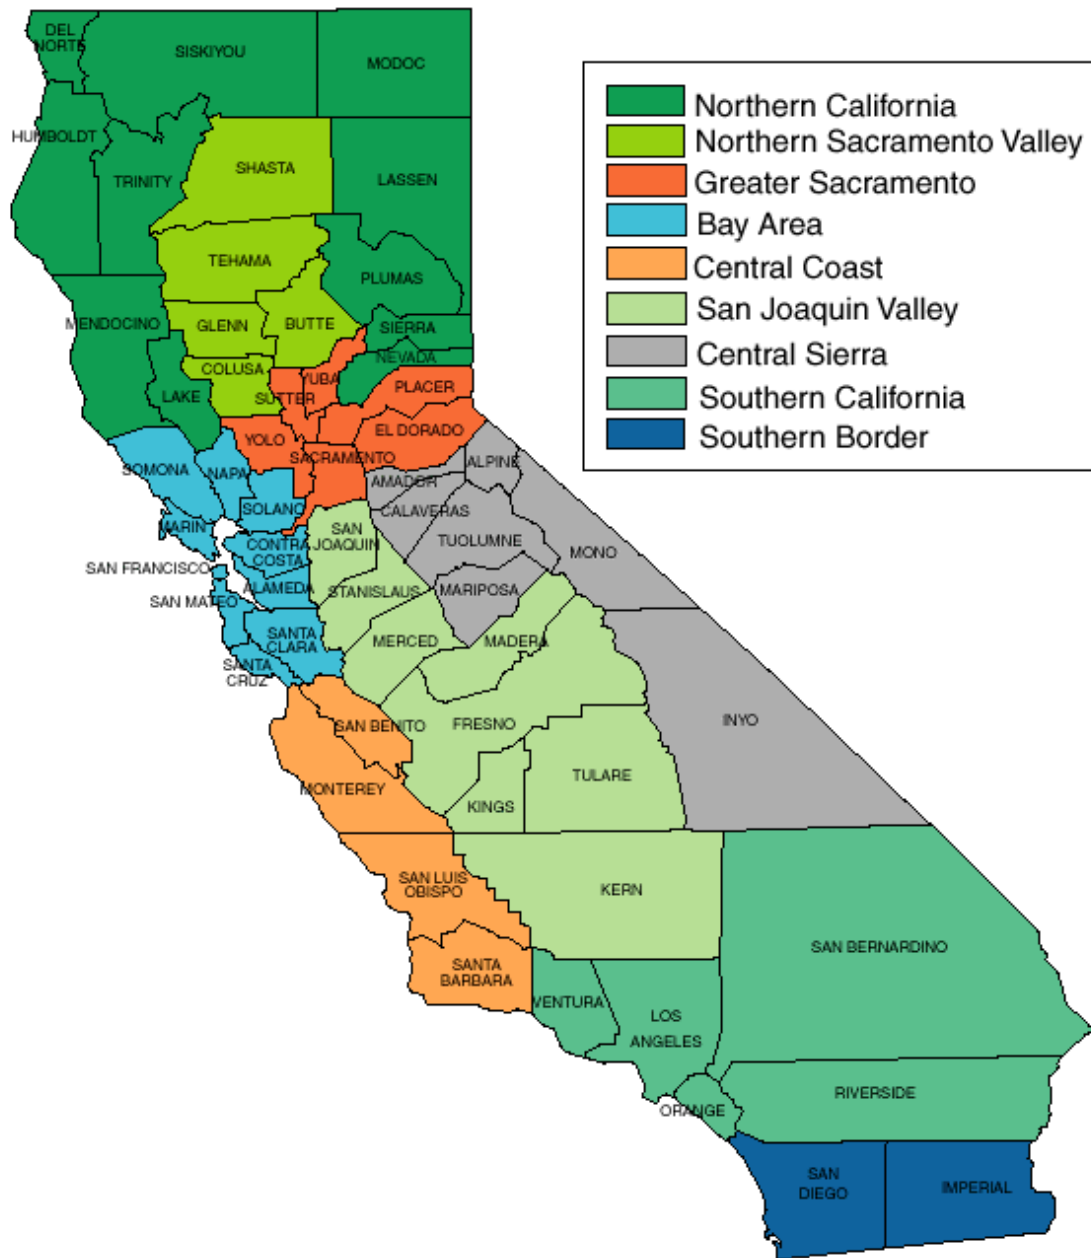 DEL
NORTE
SISKIYOU
MODOC
HUMBOLDT
TRINITY
SHASTA
LASSEN
TEHAMA
PLUMAS
MENDOCINO
GLENN
BUTTE
SIERRA
NEVADA
COLUSA
LAKE
SUTTER
YUBA
PLACER
YOLO
EL DORADO
SACRAMENTO
SOMONA
NAPA
ALPINE
AMADOR
SOLANO
CALAVERAS
MARIN
SAN
JOAQUIN
TUOLUMNE
MONO
CONTRA
COSTA
SAN FRANCISCO
ALAMEDA
STANISLAUS
MARIPOSA
SAN MATEO
SANTA
CLARA
MERCED
MADERA
SANTA
CRUZ
SAN BENITO
FRESNO
INYO
MONTEREY
KINGS
TULARE
SAN LUIS
OBISPO
KERN
SAN BERNARDINO
SANTA
BARBARA
VENTURA
LOS
ANGELES
ORANGE
RIVERSIDE
SAN
DIEGO
IMPERIAL
Northern California
Northern Sacramento Valley
Greater Sacramento
Bay Area
Central Coast
San Joaquin Valley
Central Sierra
Southern California
Southern Border